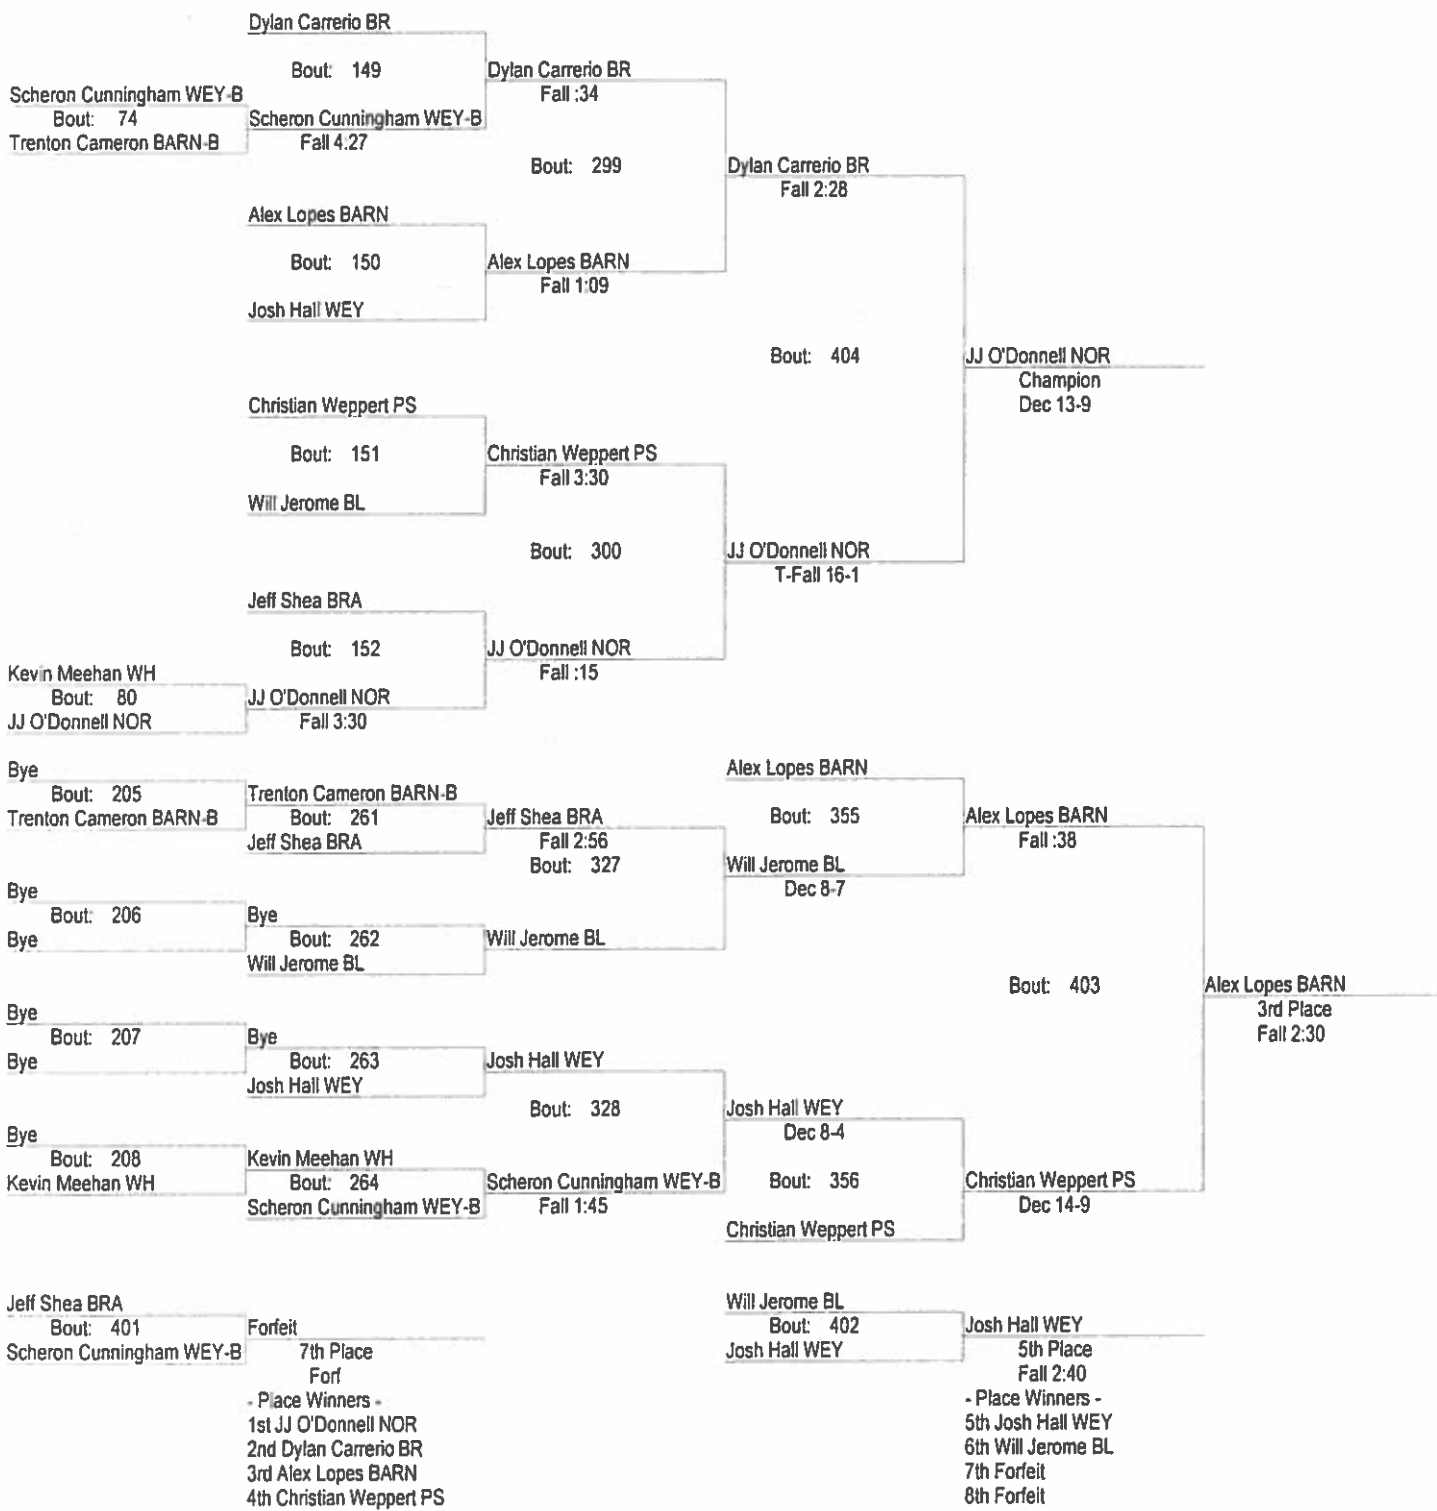 Dylan Carrerio BR
Bout: 149
Dylan Carrerio BR
Fall :34
Scheron Cunningham WEY-B
Bout: 74
Trenton Cameron BARN-B
Scheron Cunningham WEY-B
Fall 4:27
Bout: 299
Dylan Carrerio BR
Fall 2:28
Alex Lopes BARN
Bout: 150
Alex Lopes BARN
Fall 1:09
Josh Hall WEY
Bout: 404
JJ O'Donnell NOR
Champion
Dec 13-9
Christian Weppert PS
Bout: 151
Christian Weppert PS
Fall 3:30
Will Jerome BL
Bout: 300
JJ O'Donnell NOR
T-Fall 16-1
Jeff Shea BRA
Bout: 152
JJ O'Donnell NOR
Fall :15
Kevin Meehan WH
Bout: 80
JJ O'Donnell NOR
JJ O'Donnell NOR
Fall 3:30
Bye
Bout: 205
Trenton Cameron BARN-B
Trenton Cameron BARN-B
Bout: 261
Jeff Shea BRA
Jeff Shea BRA
Fall 2:56
Bout: 327
Alex Lopes BARN
Bout: 355
Will Jerome BL
Dec 8-7
Alex Lopes BARN
Fall :38
Bye
Bout: 206
Bye
Bye
Bout: 262
Will Jerome BL
Will Jerome BL
Bout: 403
Alex Lopes BARN
3rd Place
Fall 2:30
Bye
Bout: 207
Bye
Bye
Bout: 263
Josh Hall WEY
Josh Hall WEY
Bout: 328
Josh Hall WEY
Dec 8-4
Bye
Bout: 208
Kevin Meehan WH
Kevin Meehan WH
Bout: 264
Scheron Cunningham WEY-B
Scheron Cunningham WEY-B
Fall 1:45
Bout: 356
Christian Weppert PS
Christian Weppert PS
Dec 14-9
Jeff Shea BRA
Bout: 401
Scheron Cunningham WEY-B
Forfeit
7th Place
Forf
- Place Winners -
1st JJ O'Donnell NOR
2nd Dylan Carrerio BR
3rd Alex Lopes BARN
4th Christian Weppert PS
Will Jerome BL
Bout: 402
Josh Hall WEY
Josh Hall WEY
5th Place
Fall 2:40
- Place Winners -
5th Josh Hall WEY
6th Will Jerome BL
7th Forfeit
8th Forfeit